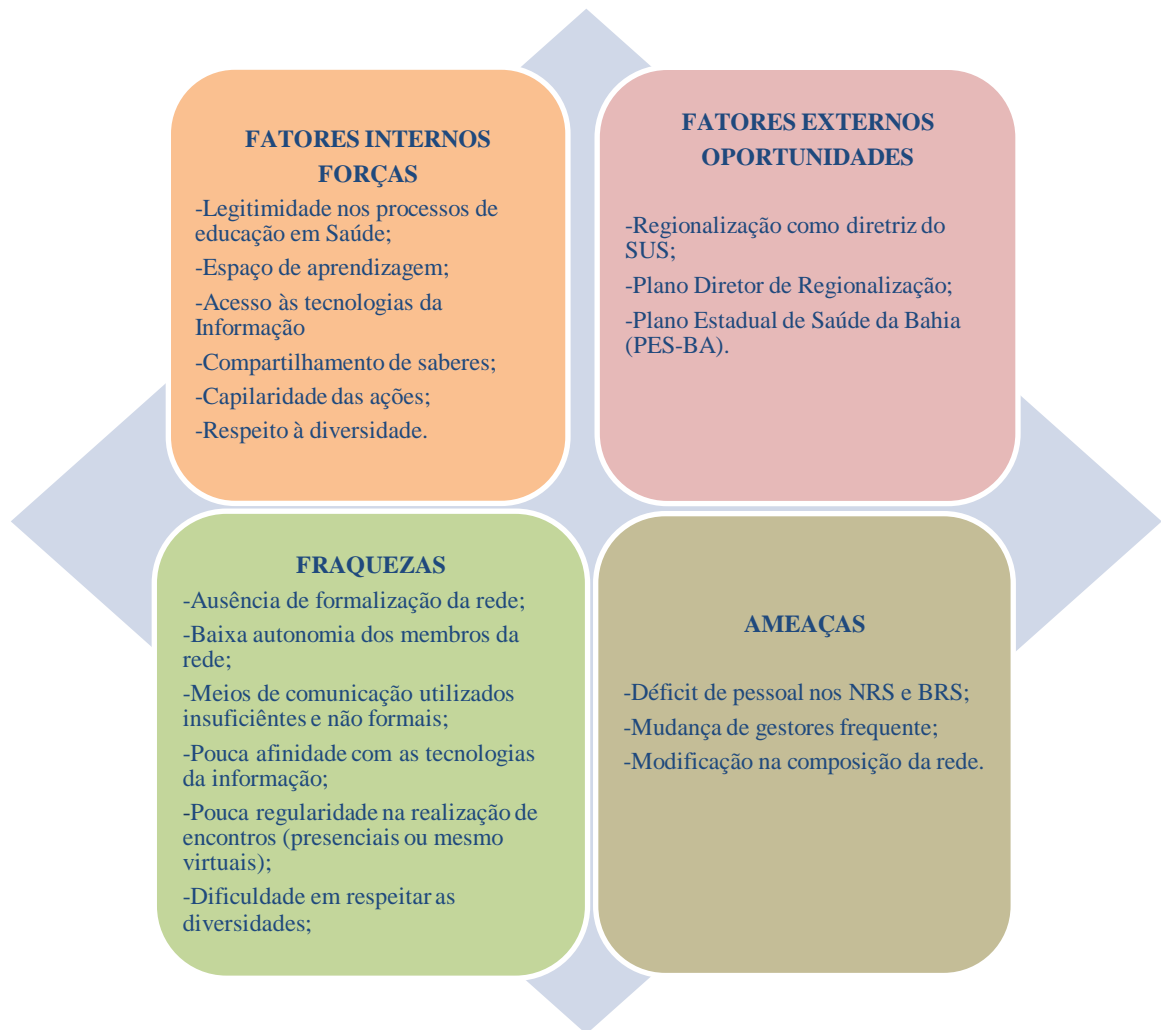 FATORES INTERNOS
FORÇAS
-Legitimidade nos processos de
educação em Saúde;
-Espaço de aprendizagem;
-Acesso às tecnologias da
Informação
-Compartilhamento de saberes;
-Capilaridade das ações;
-Respeito à diversidade.
FATORES EXTERNOS
OPORTUNIDADES
-Regionalização como diretriz do
SUS;
-Plano Diretor de Regionalização;
-Plano Estadual de Saúde da Bahia
(PES-BA).
FRAQUEZAS
-Ausência de formalização da rede;
-Baixa autonomia dos membros da
rede;
-Meios de comunicação utilizados
insuficiêntes e não formais;
-Pouca afinidade com as tecnologias
da informação;
-Pouca regularidade na realização de
encontros (presenciais ou mesmo
virtuais);
-Dificuldade em respeitar as
diversidades;
AMEAÇAS
-Déficit de pessoal nos NRS e BRS;
-Mudança de gestores frequente;
-Modificação na composição da rede.